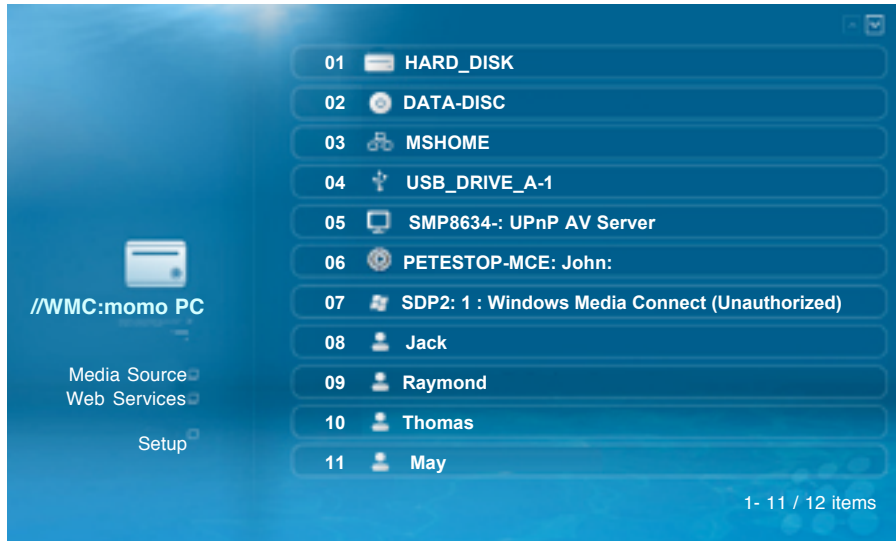 01 HARD_DISK
02 DATA-DISC
03 MSHOME
04 USB_DRIVE_A-1
05 SMP8634-: UPnP AV Server
06 PETESTOP-MCE: John:
07 SDP2: 1 : Windows Media Connect (Unauthorized)
08 Jack
09 Raymond
10 Thomas
11 May
//WMC:momo PC
Media Source
Web Services
Setup
1- 11 / 12 items